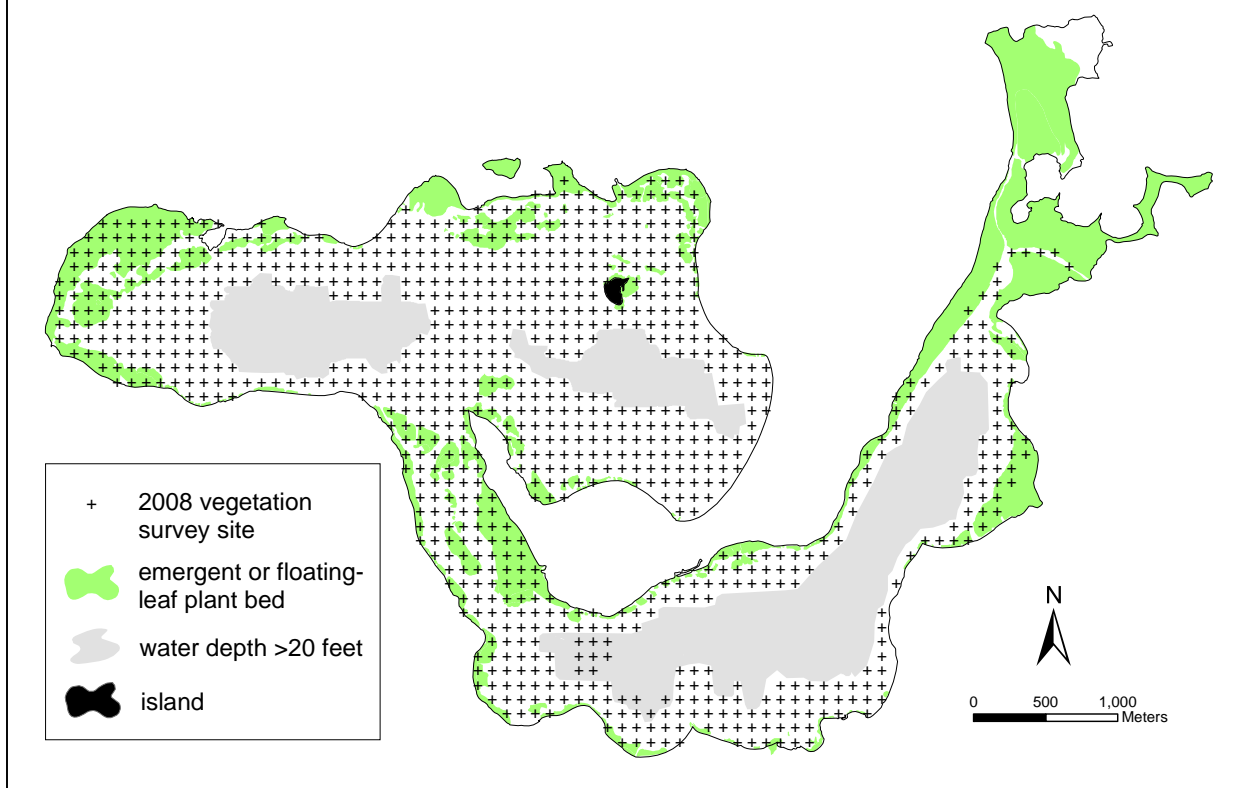 2008 vegetation
survey site
emergent or floating-
leaf plant bed
water depth >20 feet
island
N
0 500 1,000
Meters